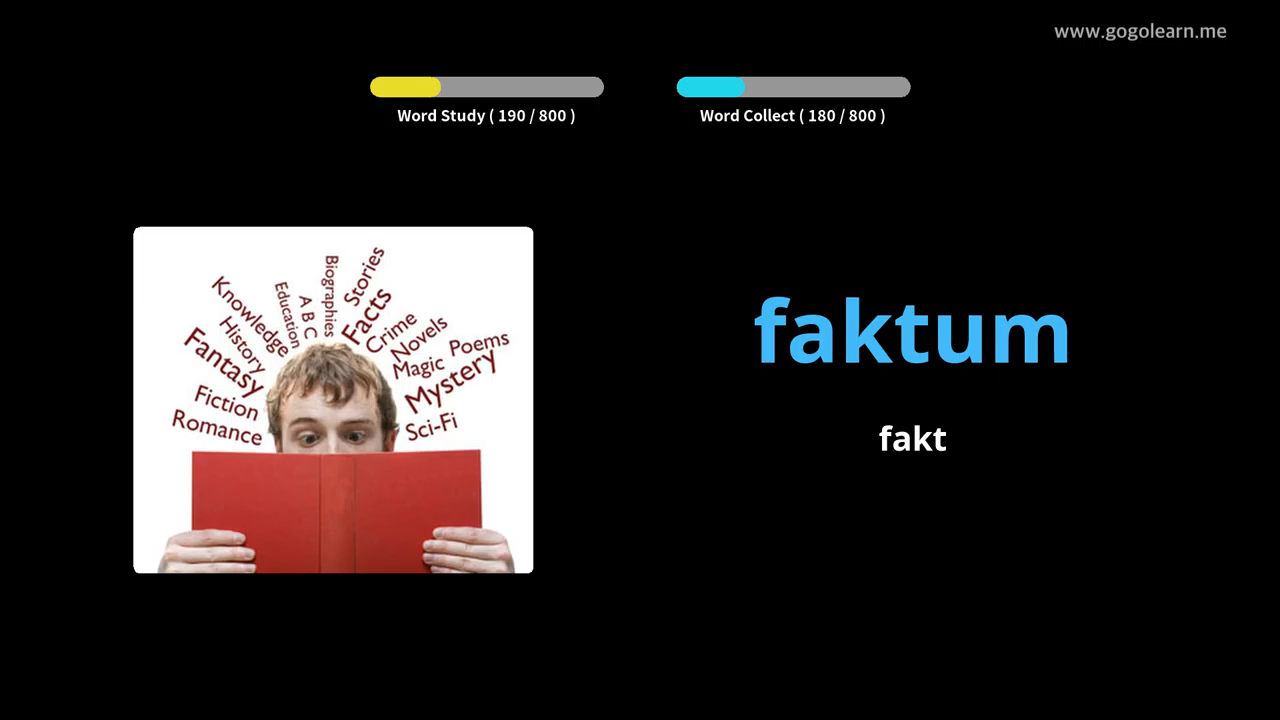 www.gogolearn.me
Word Study ( 190 / 800 )
Word Collect ( 180 / 800 )
Knowledge
Education
A B C
Biographies
Stories
Facts
Crime
Novels
Poems
Magic
Mystery
Sci-Fi
History
Fantasy
Fiction
Romance
faktum
fakt